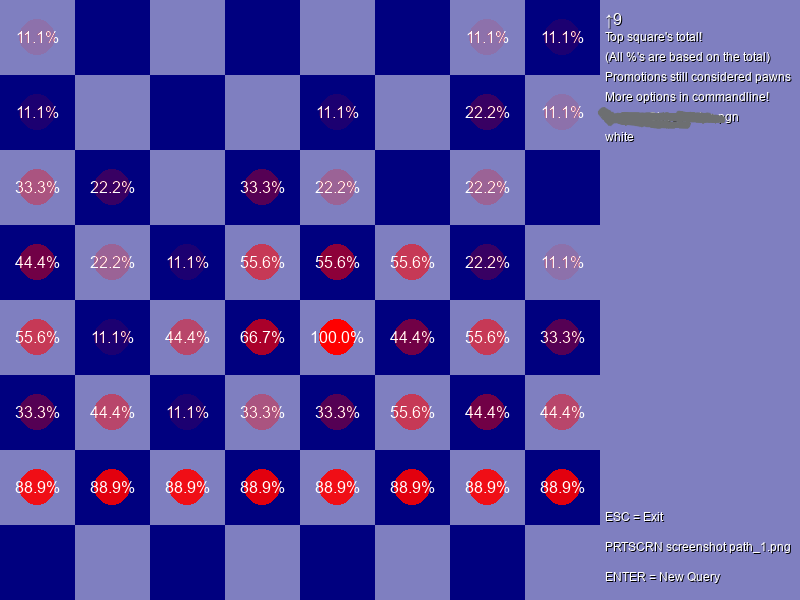 11.1% 11.1% 11.1%
11.1% 11.1% 22.2% 11.1%
33.3% 22.2% 33.3% 22.2% 22.2%
44.4% 22.2% 11.1% 55.6% 55.6% 55.6% 22.2% 11.1%
55.6% 11.1% 44.4% 66.7% 100.0% 44.4% 55.6% 33.3%
33.3% 44.4% 11.1% 33.3% 33.3% 55.6% 44.4% 44.4%
88.9% 88.9% 88.9% 88.9% 88.9% 88.9% 88.9% 88.9%
↑9
Top square's total!
(All %'s are based on the total)
Promotions still considered pawns
More options in commandline!
white
ESC = Exit
PRTSCRN screenshot path_1.png
ENTER = New Query